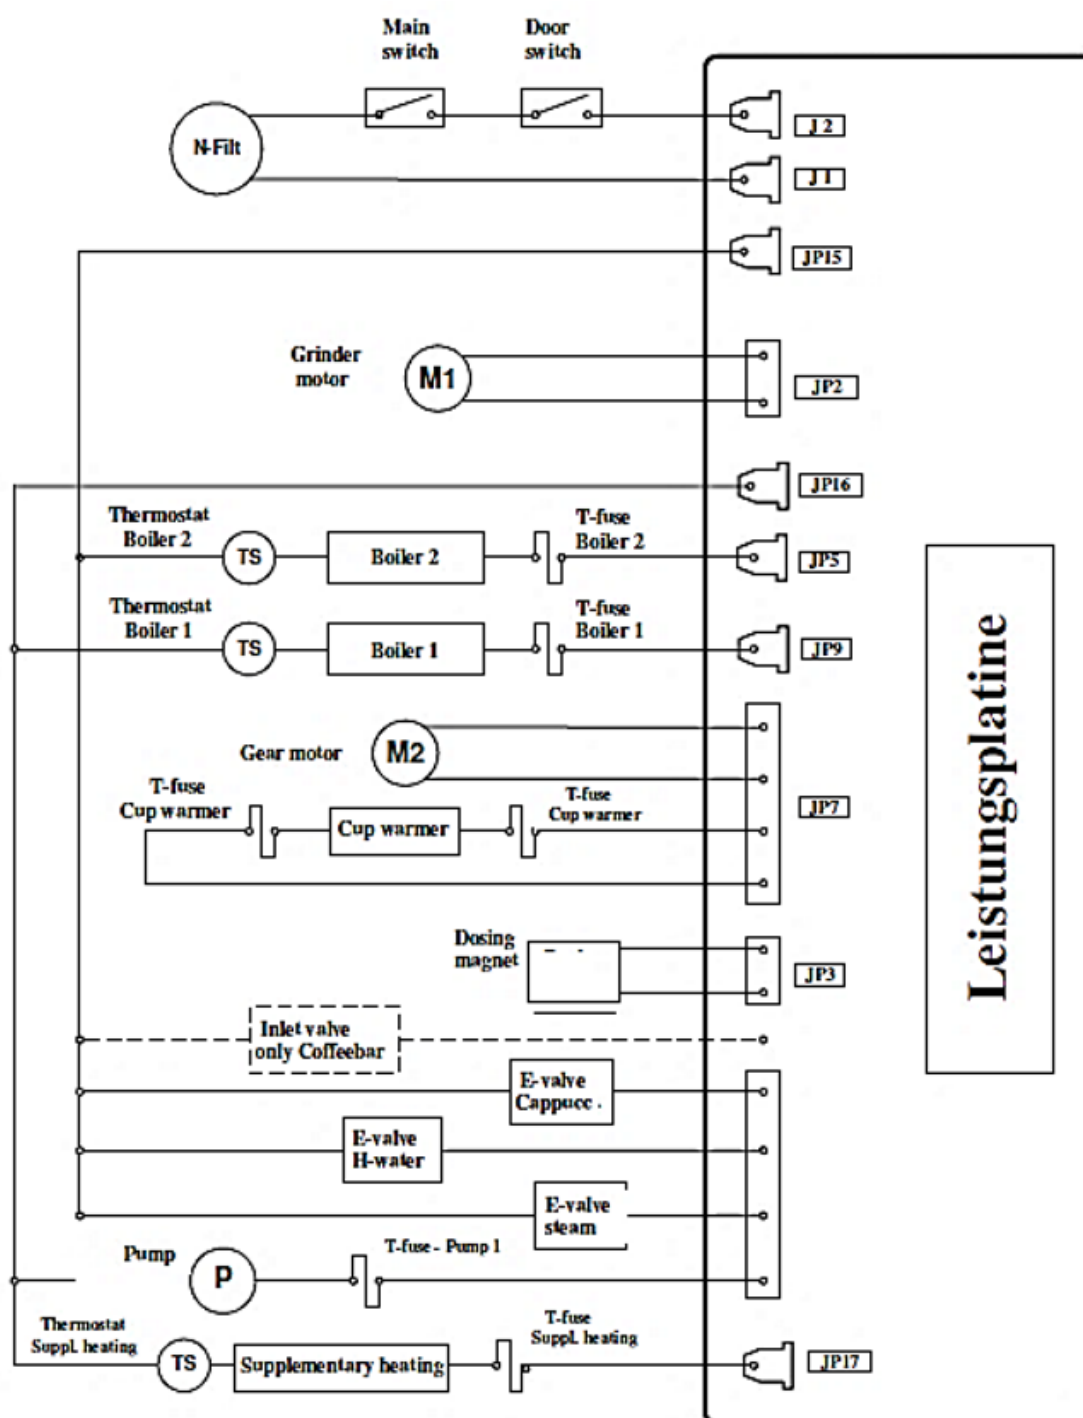 Main
switch
Door
switch
N-Filt
J 2
J 1
JP15
Grinder
motor
M1
JP2
JP16
Thermostat
Boiler 2
TS
Boiler 2
T-fuse
Boiler 2
JP5
Thermostat
Boiler 1
TS
Boiler 1
T-fuse
Boiler 1
JP9
Gear motor
M2
T-fuse
Cup warmer
Cup warmer
T-fuse
Cup warmer
JP7
Leistungsplatine
Dosing
magnet
JP3
Inlet valve
only Coffeebar
E-valve
Cappucc .
E-valve
H-water
E-valve
steam
Pump
P
T-fuse - Pump 1
Thermostat
Suppl. heating
TS
Supplementary heating
T-fuse
Suppl. heating
JP17